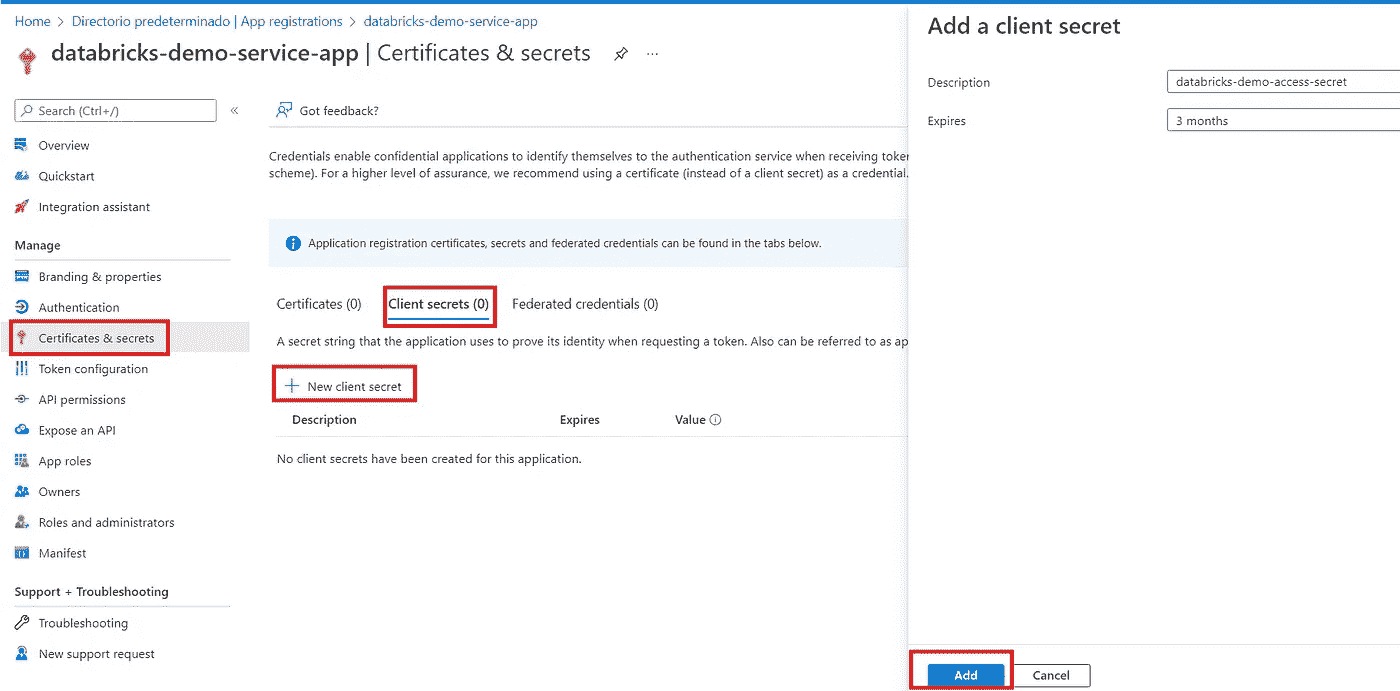 Home > Directorio predeterminado | App registrations > databricks-demo-service-app
databricks-demo-service-app | Certificates & secrets
...
Search (Ctrl+/)
«
Overview
Quickstart
Integration assistant
Manage
Branding & properties
Authentication
Certificates & secrets
Token configuration
API permissions
Expose an API
App roles
Owners
Roles and administrators
Manifest
Support + Troubleshooting
Troubleshooting
New support request
Got feedback?
Credentials enable confidential applications to identify themselves to the authentication service when receiving toke
scheme). For a higher level of assurance, we recommend using a certificate (instead of a client secret) as a credential.
Application registration certificates, secrets and federated credentials can be found in the tabs below.
Certificates (0) Client secrets (0) Federated credentials (0)
A secret string that the application uses to prove its identity when requesting a token. Also can be referred to as ap
+ New client secret
Description Expires Value
No client secrets have been created for this application.
Add a client secret
Description databricks-demo-access-secret
Expires 3 months
Add Cancel